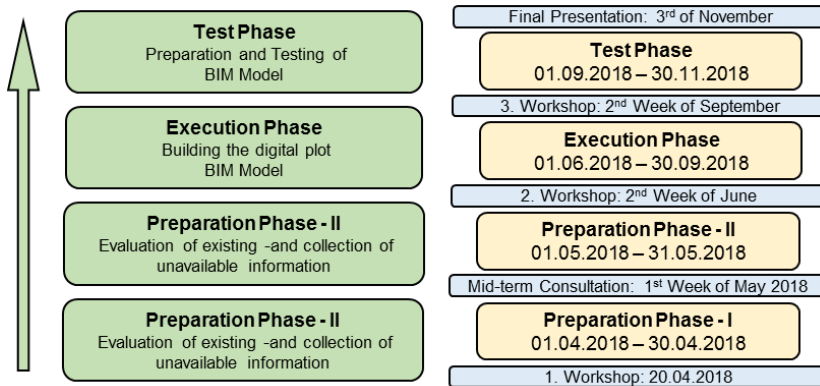 Test Phase
Preparation and Testing of
BIM Model
Execution Phase
Building the digital plot
BIM Model
Preparation Phase - II
Evaluation of existing -and collection of
unavailable information
Preparation Phase - II
Evaluation of existing -and collection of
unavailable information
Final Presentation: 3rd of November
Test Phase
01.09.2018 – 30.11.2018
3. Workshop: 2nd Week of September
Execution Phase
01.06.2018 – 30.09.2018
2. Workshop: 2nd Week of June
Preparation Phase - II
01.05.2018 – 31.05.2018
Mid-term Consultation: 1st Week of May 2018
Preparation Phase - I
01.04.2018 – 30.04.2018
1. Workshop: 20.04.2018